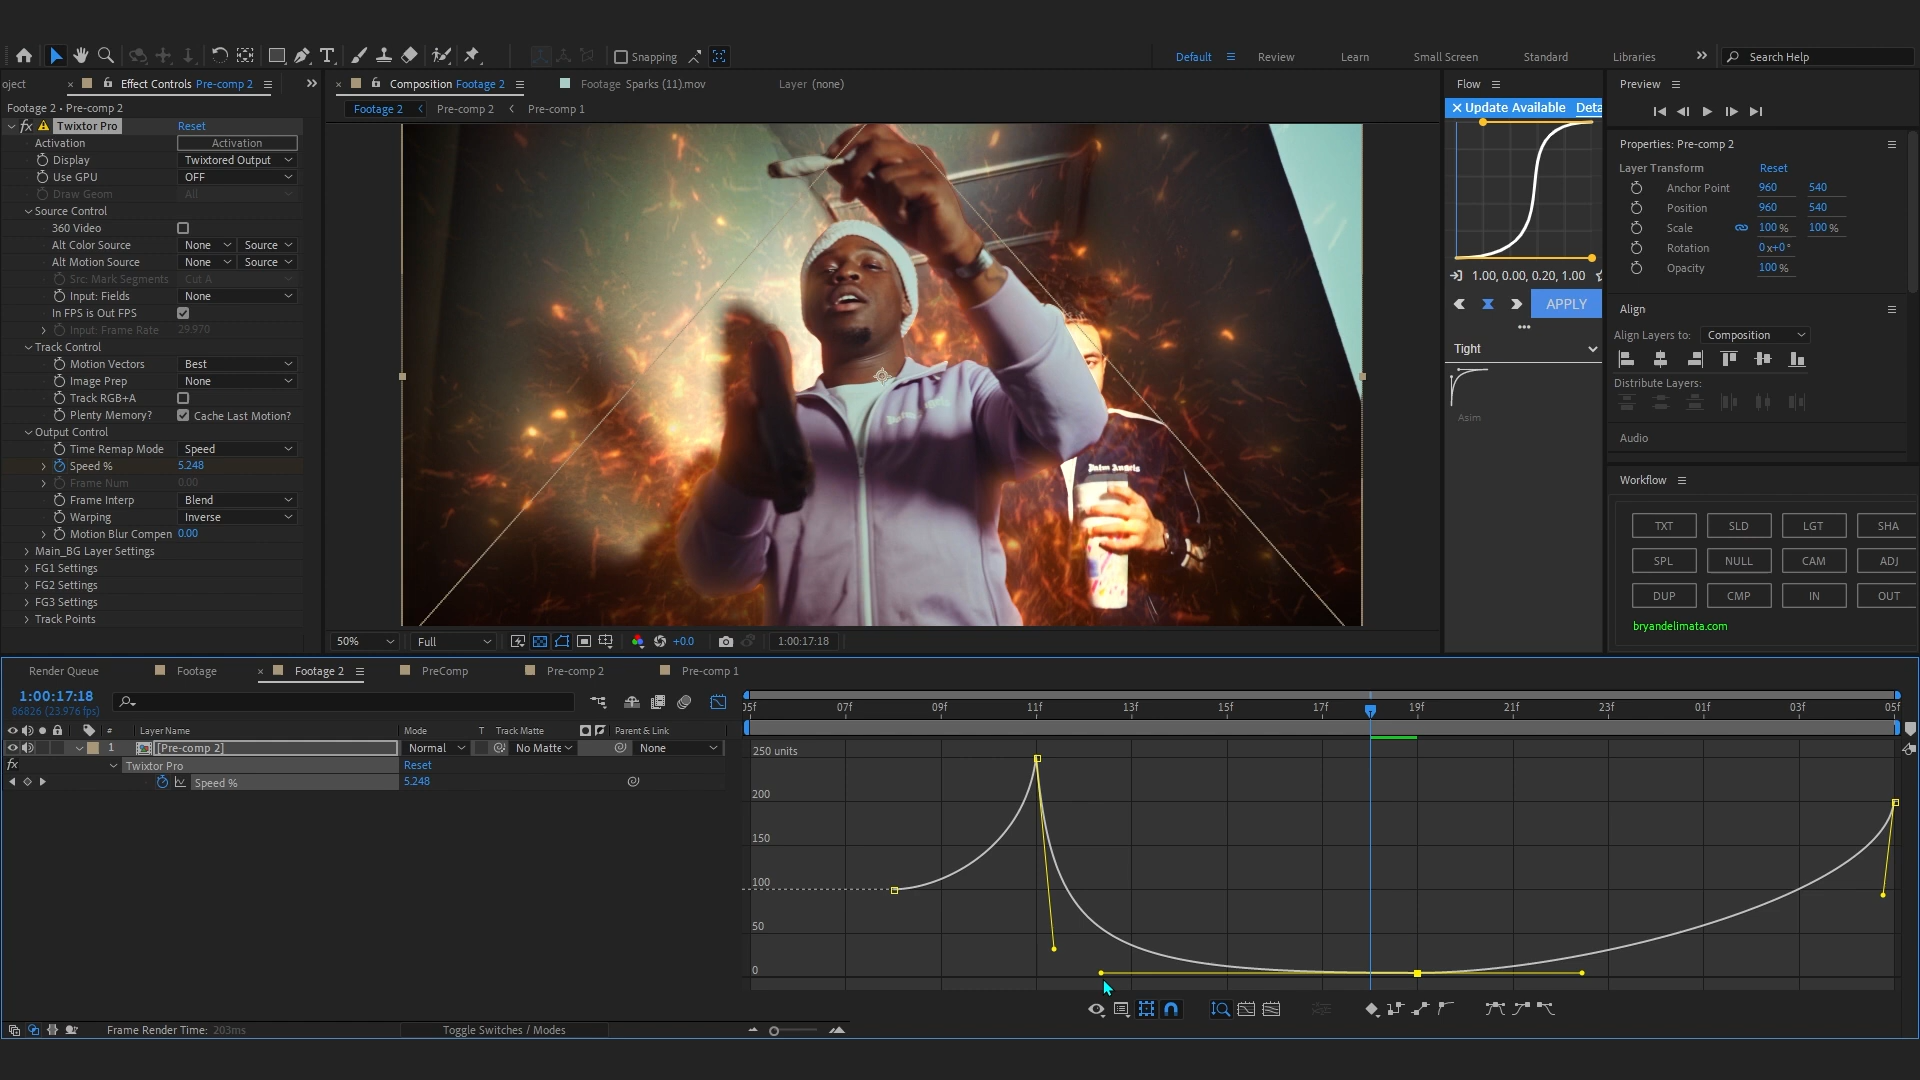 Snapping
Default
Review
Learn
Small Screen
Standard
Libraries
Search Help
oject
Effect Controls Pre-comp 2
Composition Footage 2
Footage Sparks (11).mov
Layer (none)
Flow
Preview
Footage 2 • Pre-comp 2
Footage 2
Pre-comp 2
Pre-comp 1
Update Available Deta
fx Twixtor Pro Reset
Activation Activation
Display Twixtored Output
Use GPU OFF
Draw Geom All
Source Control
360 Video
Alt Color Source None Source
Alt Motion Source None Source
Src: Mark Segments Cut A
Input: Fields None
In FPS is Out FPS
Input: Frame Rate 29.970
Track Control
Motion Vectors Best
Image Prep None
Track RGB+A
Plenty Memory? Cache Last Motion?
Output Control
Time Remap Mode Speed
Speed % 5.248
Frame Num 0.00
Frame Interp Blend
Warping Inverse
Motion Blur Compen 0.00
Main_BG Layer Settings
FG1 Settings
FG2 Settings
FG3 Settings
Track Points
Palm Angels
50%
Full
+0.0
1:00:17:18
1.00, 0.00, 0.20, 1.00
APPLY
Tight
Asim
Properties: Pre-comp 2
Layer Transform Reset
Anchor Point 960 540
Position 960 540
Scale 100 % 100 %
Rotation 0x+0°
Opacity 100 %
Align
Align Layers to: Composition
Distribute Layers:
Audio
Workflow
TXT SLD LGT SHA
SPL NULL CAM ADJ
DUP CMP IN OUT
bryandelimata.com
Render Queue
Footage
Footage 2
PreComp
Pre-comp 2
Pre-comp 1
1:00:17:18
86826 (23.976 fps)
05f 07f 09f 11f 13f 15f 17f 19f 21f 23f 01f 03f 05f
# Layer Name Mode T Track Matte Parent & Link
1 [Pre-comp 2] Normal No Matte None
fx Twixtor Pro Reset
Speed % 5.248
250 units
200
150
100
50
0
Frame Render Time: 203ms
Toggle Switches / Modes